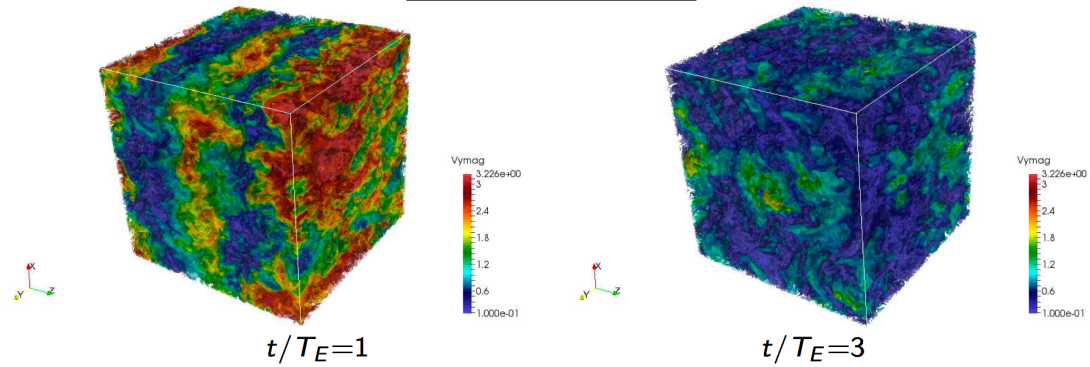 Vymag
3.226e+00
3
2.4
1.8
1.2
0.6
1.000e-01
X
Y
Z
t/T_E=1
Vymag
3.226e+00
3
2.4
1.8
1.2
0.6
1.000e-01
X
Y
Z
t/T_E=3